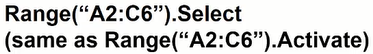 Range(“A2:C6”).Select
(same as Range(“A2:C6”).Activate)